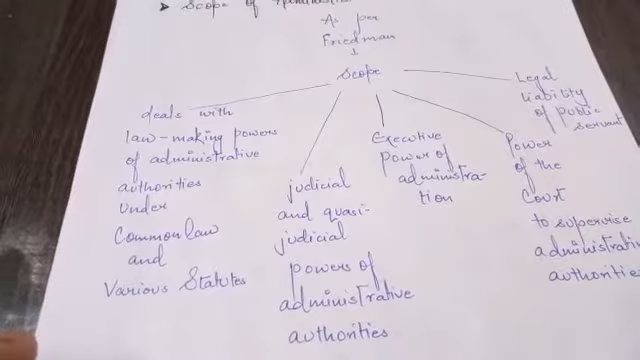 ➤ Scope of
As per
Friedman
↓
Scope
deals with
law-making powers
of administrative
authorities
under
Common law
and
Various Statutes
judicial
and quasi-
judicial
powers of
administrative
authorities
Executive
power of
administra-
tion
Power
of the
Court
to supervise
administrative
authorities
Legal
liability
of public
servant